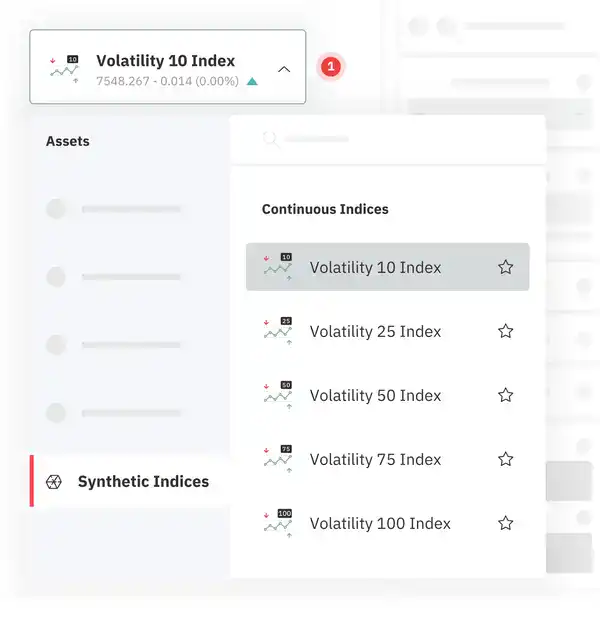 10
Volatility 10 Index
7548.267 - 0.014 (0.00%)
1
Assets
Continuous Indices
10
Volatility 10 Index
25
Volatility 25 Index
50
Volatility 50 Index
75
Volatility 75 Index
Synthetic Indices
100
Volatility 100 Index